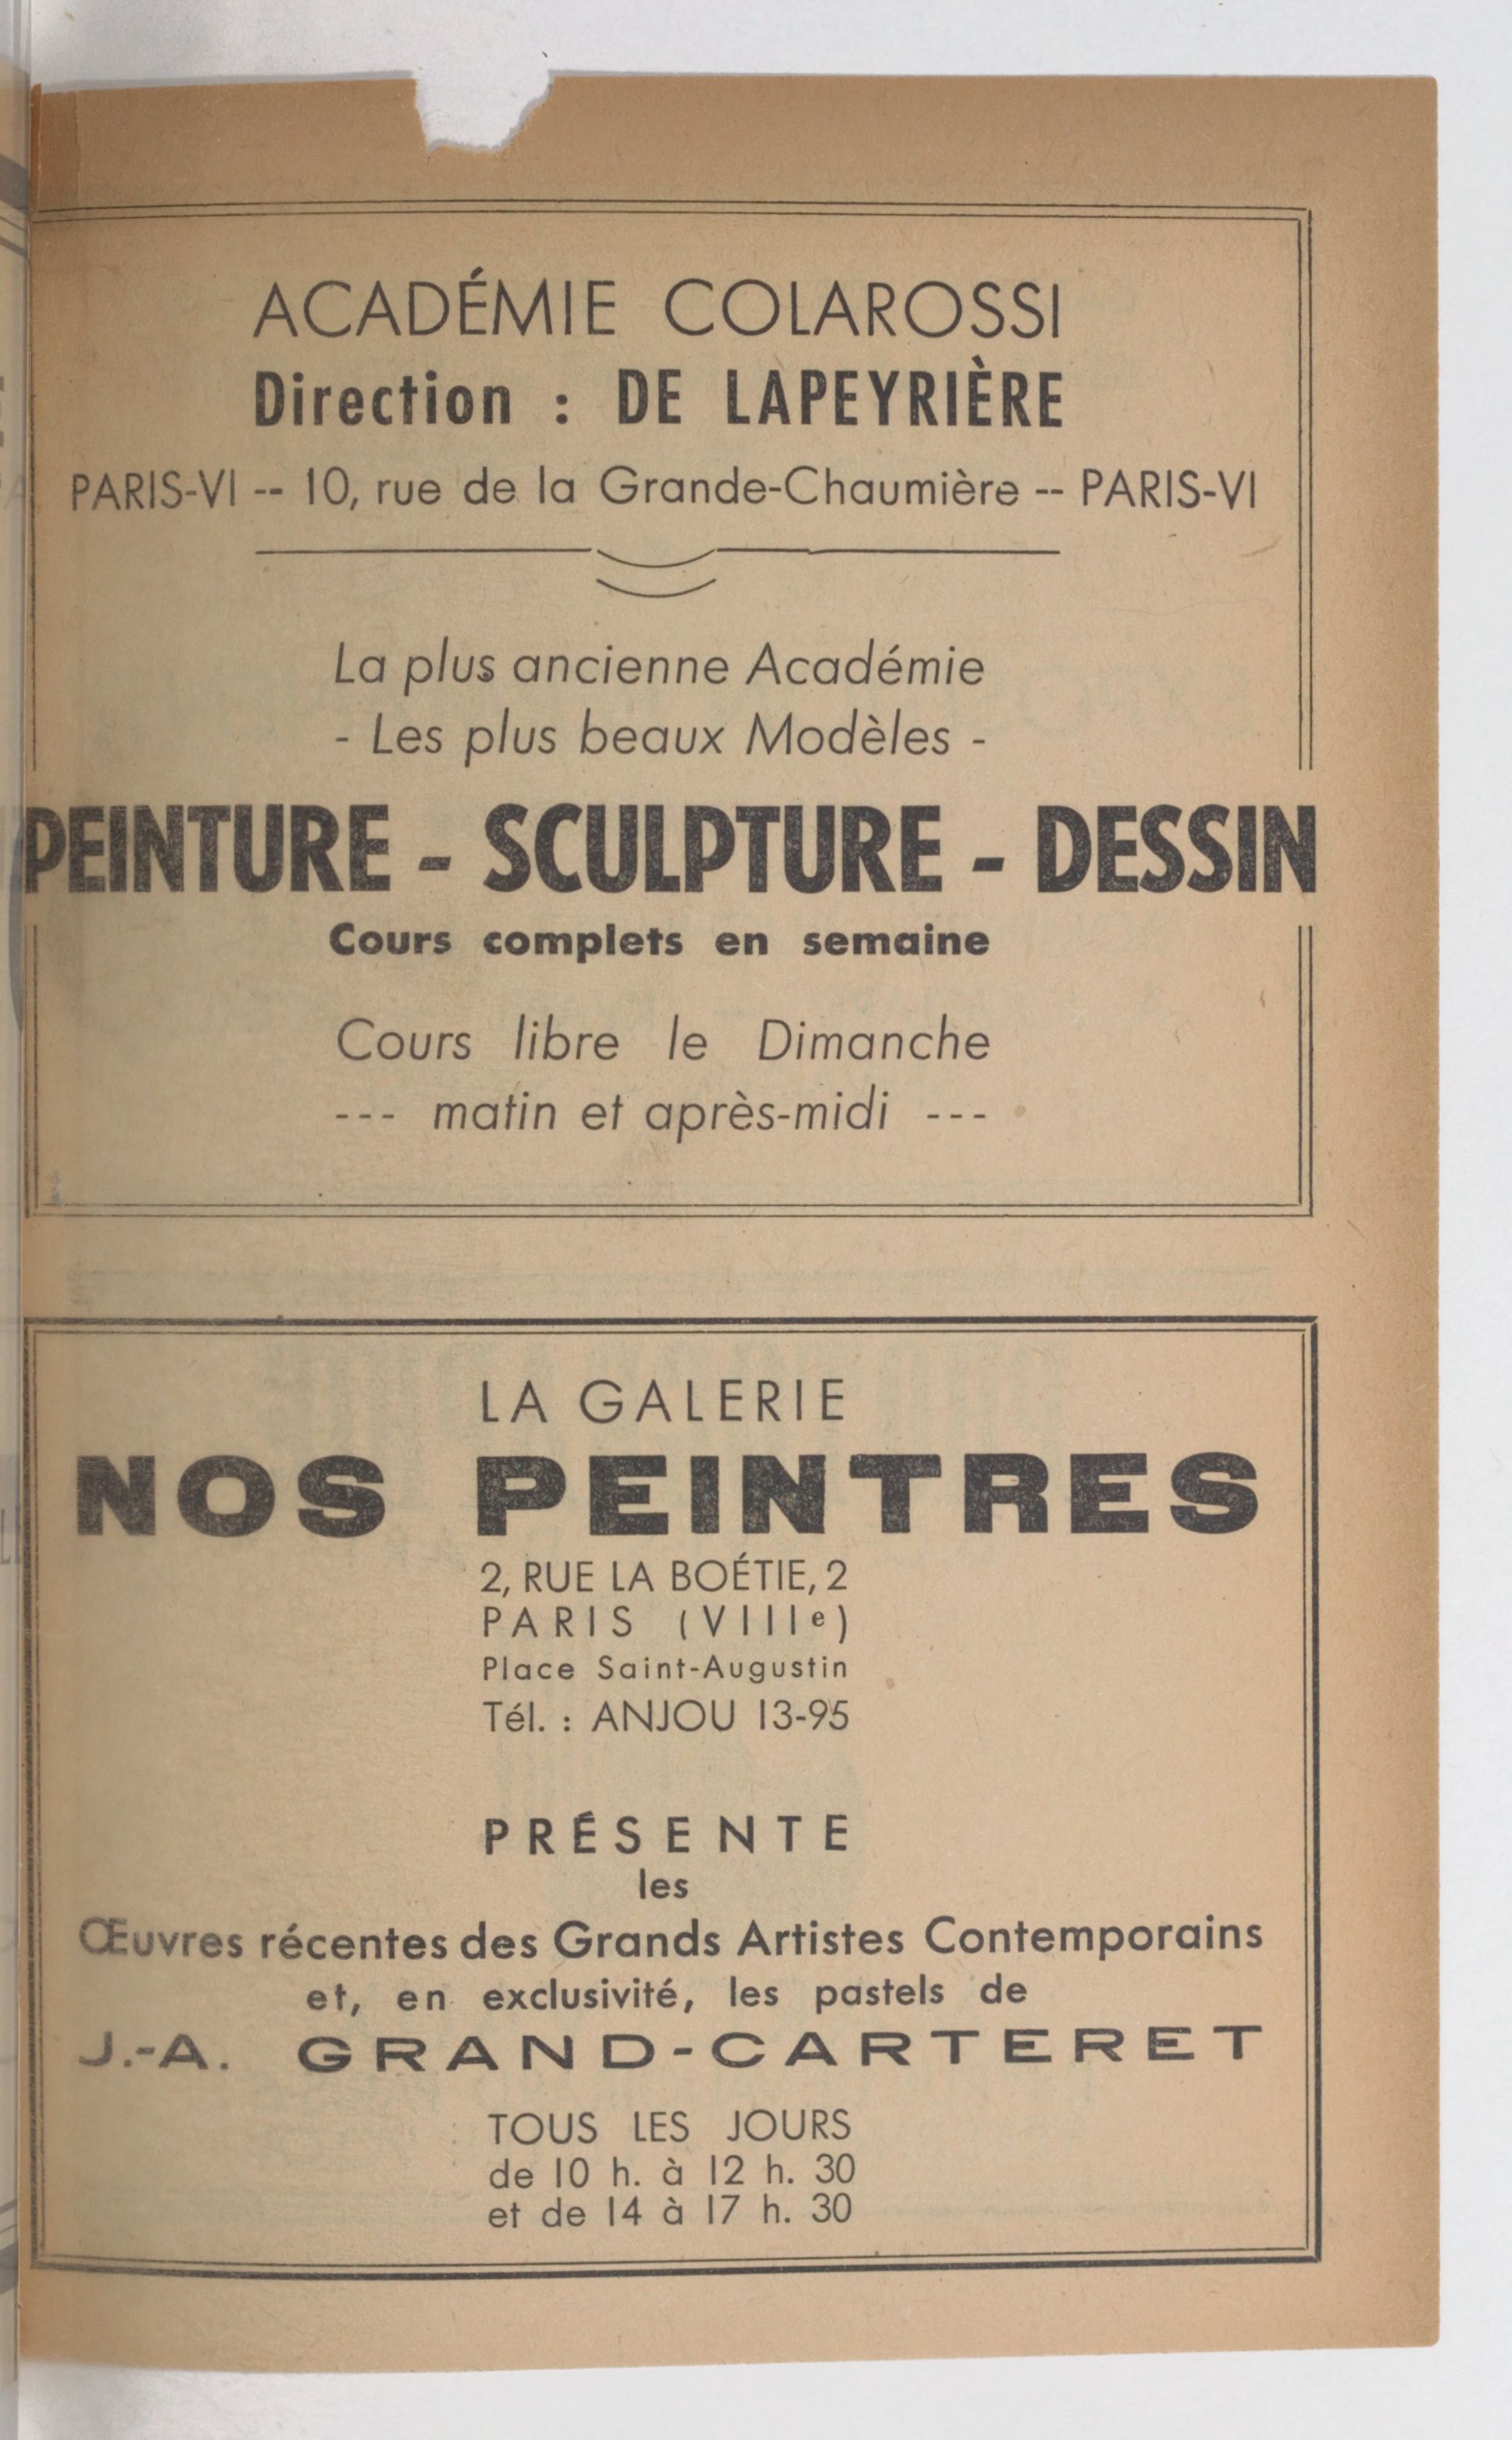 ACADÉMIE COLAROSSI
Direction : DE LAPEYRIÈRE
PARIS-VI -- 10, rue de la Grande-Chaumière -- PARIS-VI
La plus ancienne Académie
- Les plus beaux Modèles -
PEINTURE - SCULPTURE - DESSIN
Cours complets en semaine
Cours libre le Dimanche
--- matin et après-midi ---
LA GALERIE
NOS PEINTRES
2, RUE LA BOÉTIE, 2
PARIS (VIIIe)
Place Saint-Augustin
Tél. : ANJOU 13-95
PRÉSENTE
les
Œuvres récentes des Grands Artistes Contemporains
et, en exclusivité, les pastels de
J.-A. GRAND-CARTERET
TOUS LES JOURS
de 10 h. à 12 h. 30
et de 14 à 17 h. 30